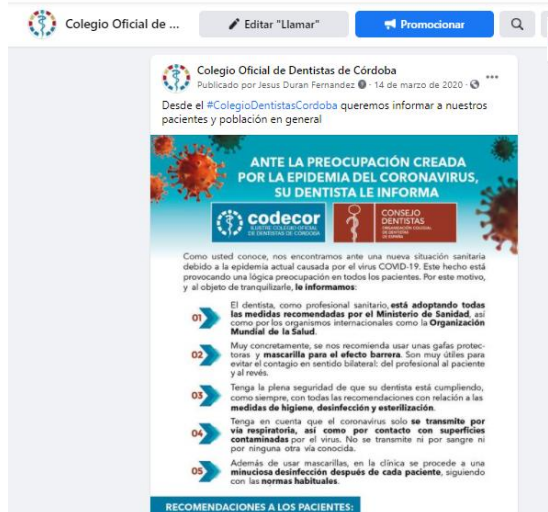 Colegio Oficial de ...
Editar "Llamar"
Promocionar
Colegio Oficial de Dentistas de Córdoba
Publicado por Jesus Duran Fernandez · 14 de marzo de 2020 ·
Desde el #ColegioDentistasCordoba queremos informar a nuestros
pacientes y población en general
ANTE LA PREOCUPACIÓN CREADA
POR LA EPIDEMIA DEL CORONAVIRUS,
SU DENTISTA LE INFORMA
codecor
ILUSTRE COLEGIO OFICIAL
DE DENTISTAS DE CÓRDOBA
CONSEJO
DENTISTAS
ORGANIZACIÓN COLEGIAL
DE DENTISTAS
DE ESPAÑA
Como usted conoce, nos encontramos ante una nueva situación sanitaria
debido a la epidemia actual causada por el virus COVID-19. Este hecho está
provocando una lógica preocupación en todos los pacientes. Por este motivo,
y al objeto de tranquilizarle, le informamos:
01
El dentista, como profesional sanitario, está adoptando todas
las medidas recomendadas por el Ministerio de Sanidad, así
como por los organismos internacionales como la Organización
Mundial de la Salud.
02
Muy concretamente, se nos recomienda usar unas gafas protec-
toras y mascarilla para el efecto barrera. Son muy útiles para
evitar el contagio en sentido bilateral: del profesional al paciente
y al revés.
03
Tenga la plena seguridad de que su dentista está cumpliendo,
como siempre, con todas las recomendaciones con relación a las
medidas de higiene, desinfección y esterilización.
04
Tenga en cuenta que el coronavirus solo se transmite por
vía respiratoria, así como por contacto con superficies
contaminadas por el virus. No se transmite ni por sangre ni
por ninguna otra vía conocida.
05
Además de usar mascarillas, en la clínica se procede a una
minuciosa desinfección después de cada paciente, siguiendo
con las normas habituales.
RECOMENDACIONES A LOS PACIENTES: